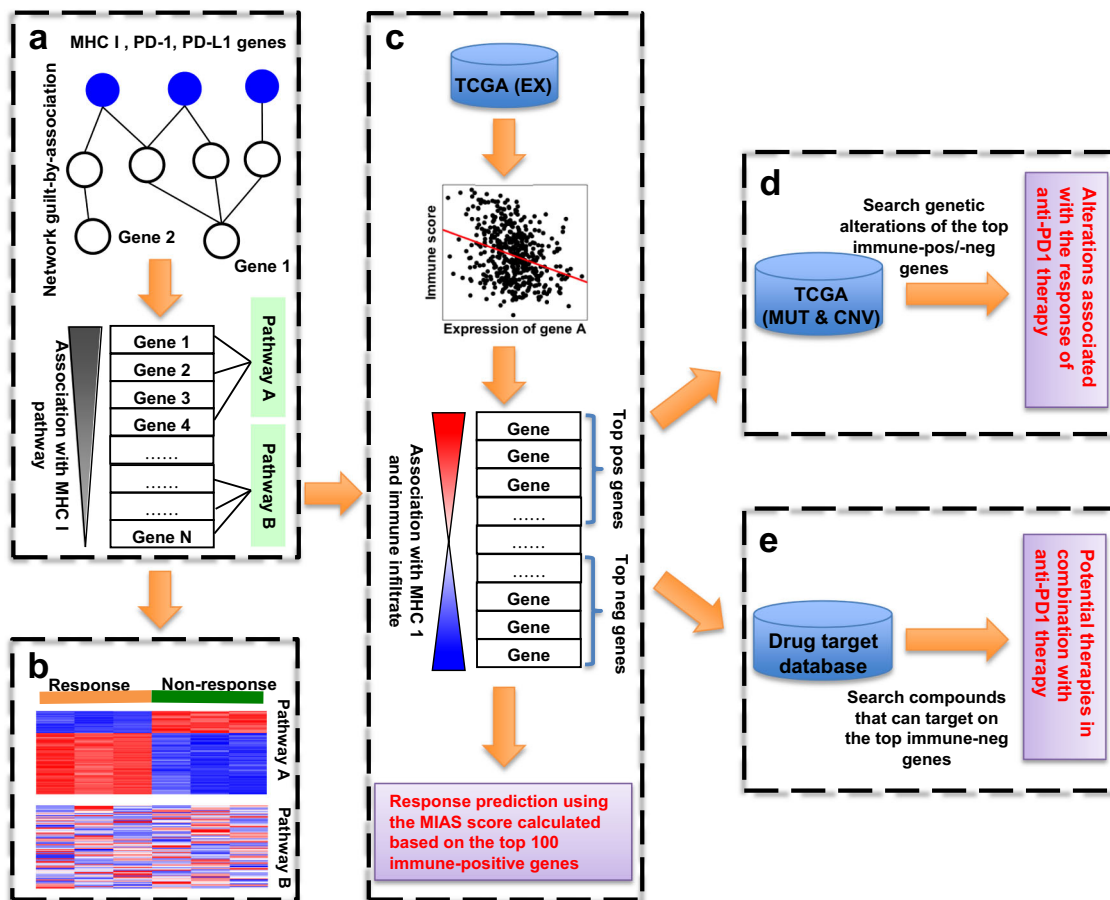 a
MHC I , PD-1, PD-L1 genes
Network guilt-by-association
Gene 2
Gene 1
Association with MHC I
pathway
Gene 1
Gene 2
Gene 3
Gene 4
......
......
......
Gene N
Pathway A
Pathway B
b
Response
Non-response
Pathway A
Pathway B
c
TCGA (EX)
Immune score
Expression of gene A
Association with MHC 1
and immune infiltrate
Gene
Gene
Gene
......
......
......
Gene
Gene
Gene
Top pos genes
Top neg genes
Response prediction using
the MIAS score calculated
based on the top 100
immune-positive genes
d
Search genetic
alterations of the top
immune-pos/-neg
genes
TCGA
(MUT & CNV)
Alterations associated
with the response of
anti-PD1 therapy
e
Drug target
database
Search compounds
that can target on
the top immune-neg
genes
Potential therapies in
combination with
anti-PD1 therapy